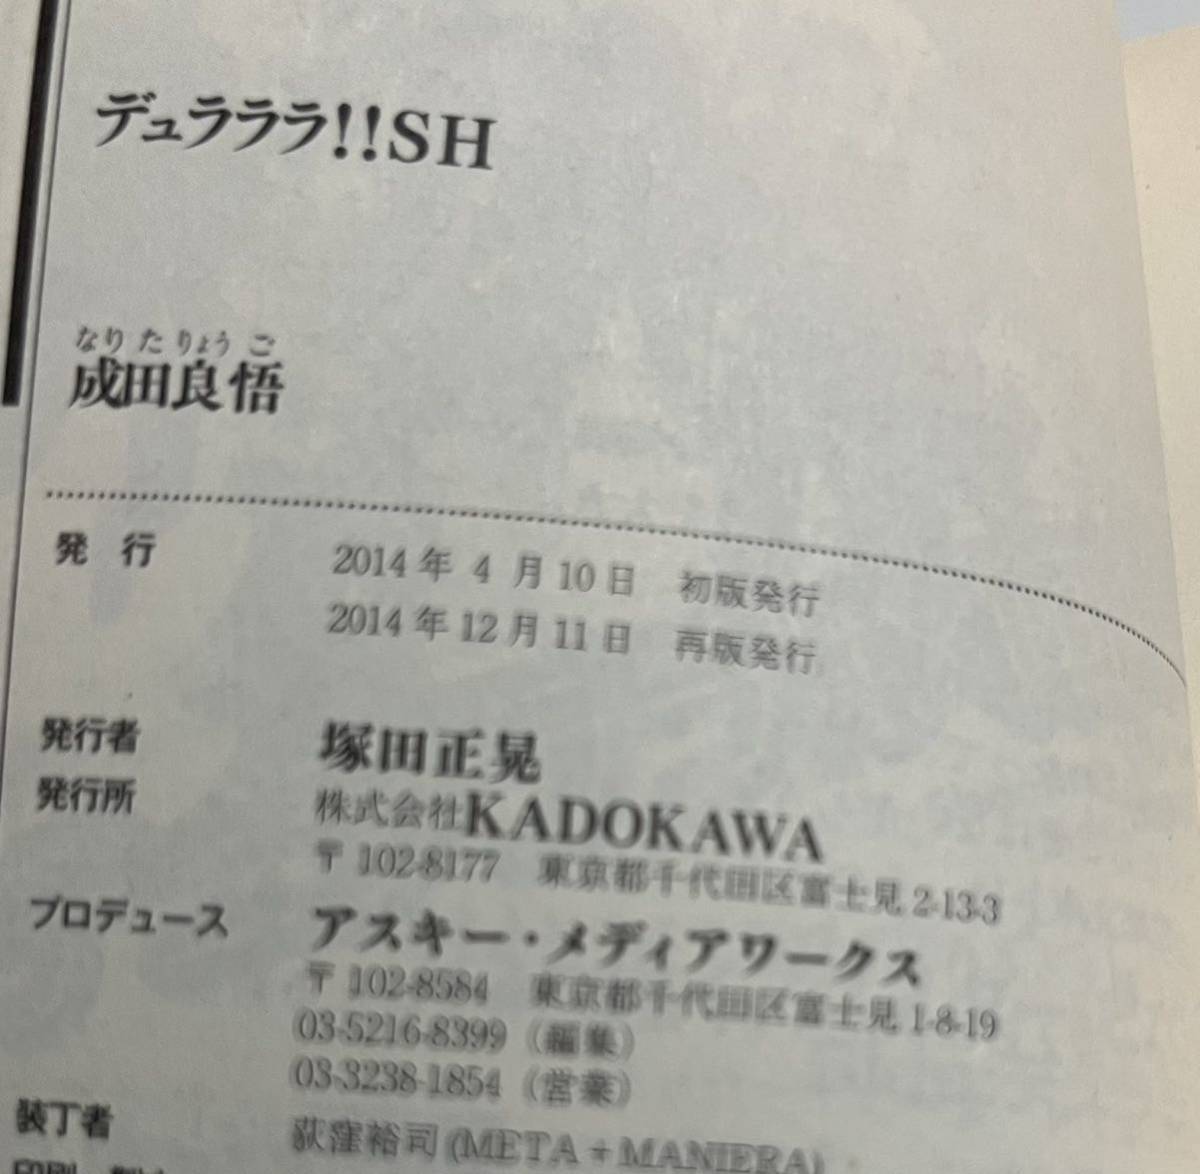 デュラララ!!SH
なりたりょうご
成田良悟
発行 2014年4月10日 初版発行
2014年12月11日 再版発行
発行者 塚田正晃
発行所 株式会社KADOKAWA
〒102-8177 東京都千代田区富士見2-13-3
プロデュース アスキー・メディアワークス
〒102-8584 東京都千代田区富士見1-8-19
03-5216-8399（編集）
03-3238-1854（営業）
装丁者 荻窪裕司(META+MANIERA)